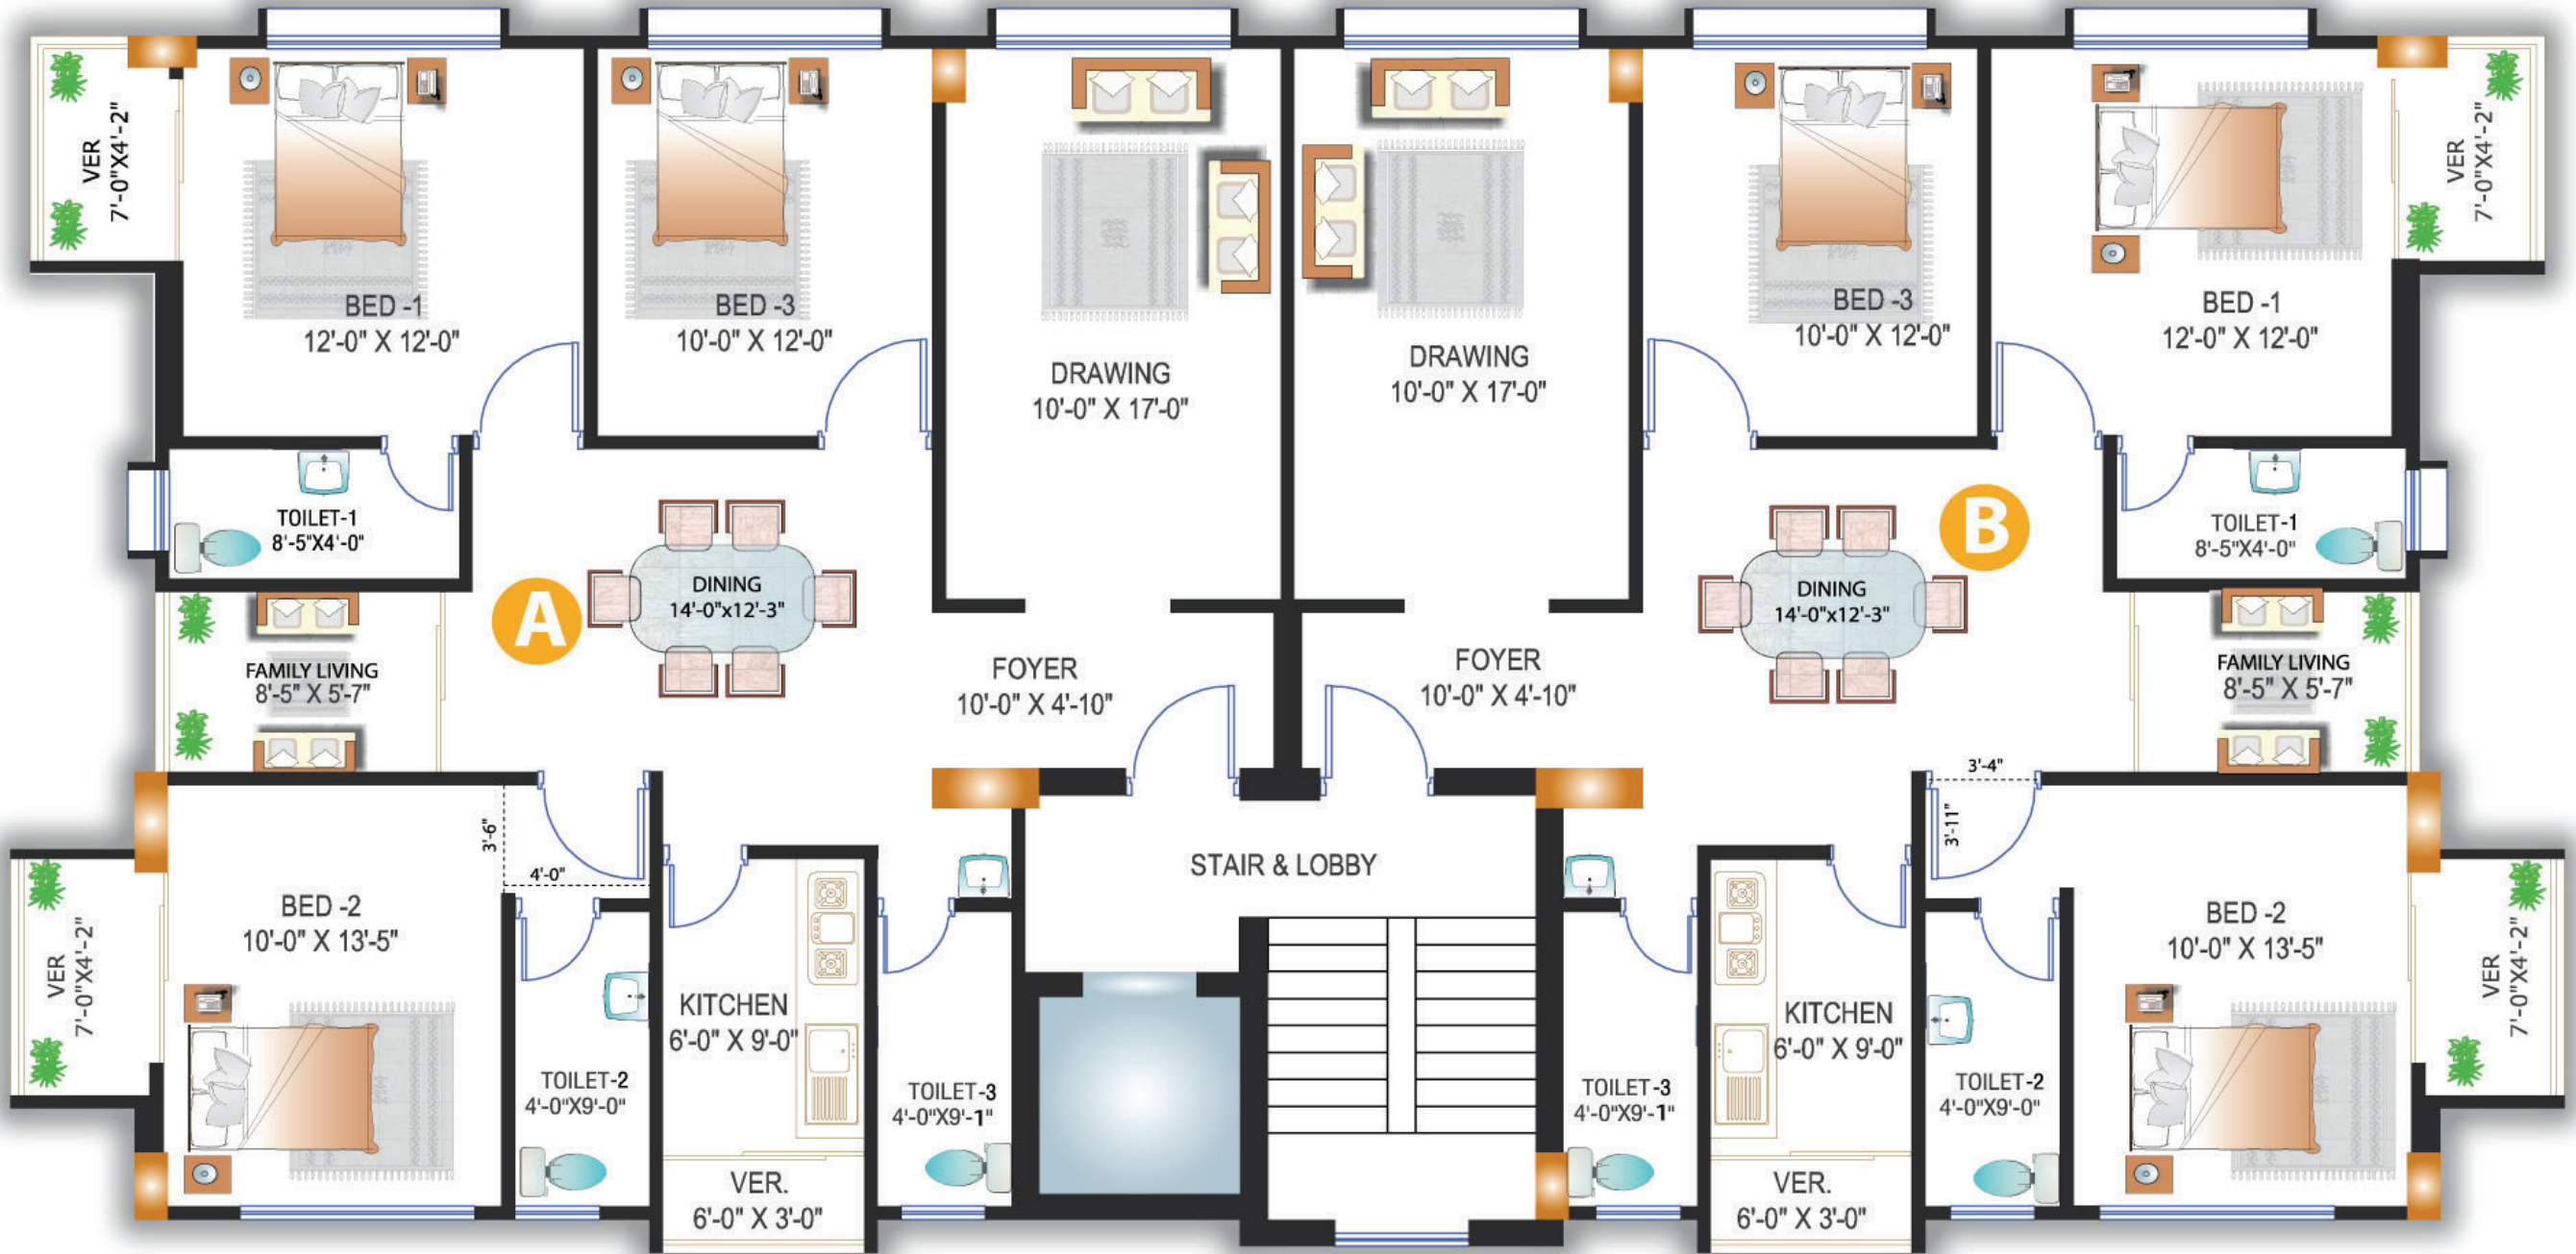 VER
7'-0"X4'-2"
BED -1
12'-0" X 12'-0"
BED -3
10'-0" X 12'-0"
DRAWING
10'-0" X 17'-0"
DRAWING
10'-0" X 17'-0"
BED -3
10'-0" X 12'-0"
BED -1
12'-0" X 12'-0"
VER
7'-0"X4'-2"
TOILET-1
8'-5"X4'-0"
A
DINING
14'-0"x12'-3"
FAMILY LIVING
8'-5" X 5'-7"
FOYER
10'-0" X 4'-10"
FOYER
10'-0" X 4'-10"
DINING
14'-0"x12'-3"
B
TOILET-1
8'-5"X4'-0"
FAMILY LIVING
8'-5" X 5'-7"
3'-6"
4'-0"
STAIR & LOBBY
3'-4"
3'-11"
VER
7'-0"X4'-2"
BED -2
10'-0" X 13'-5"
TOILET-2
4'-0"X9'-0"
KITCHEN
6'-0" X 9'-0"
TOILET-3
4'-0"X9'-1"
VER.
6'-0" X 3'-0"
TOILET-3
4'-0"X9'-1"
KITCHEN
6'-0" X 9'-0"
VER.
6'-0" X 3'-0"
TOILET-2
4'-0"X9'-0"
BED -2
10'-0" X 13'-5"
VER
7'-0"X4'-2"